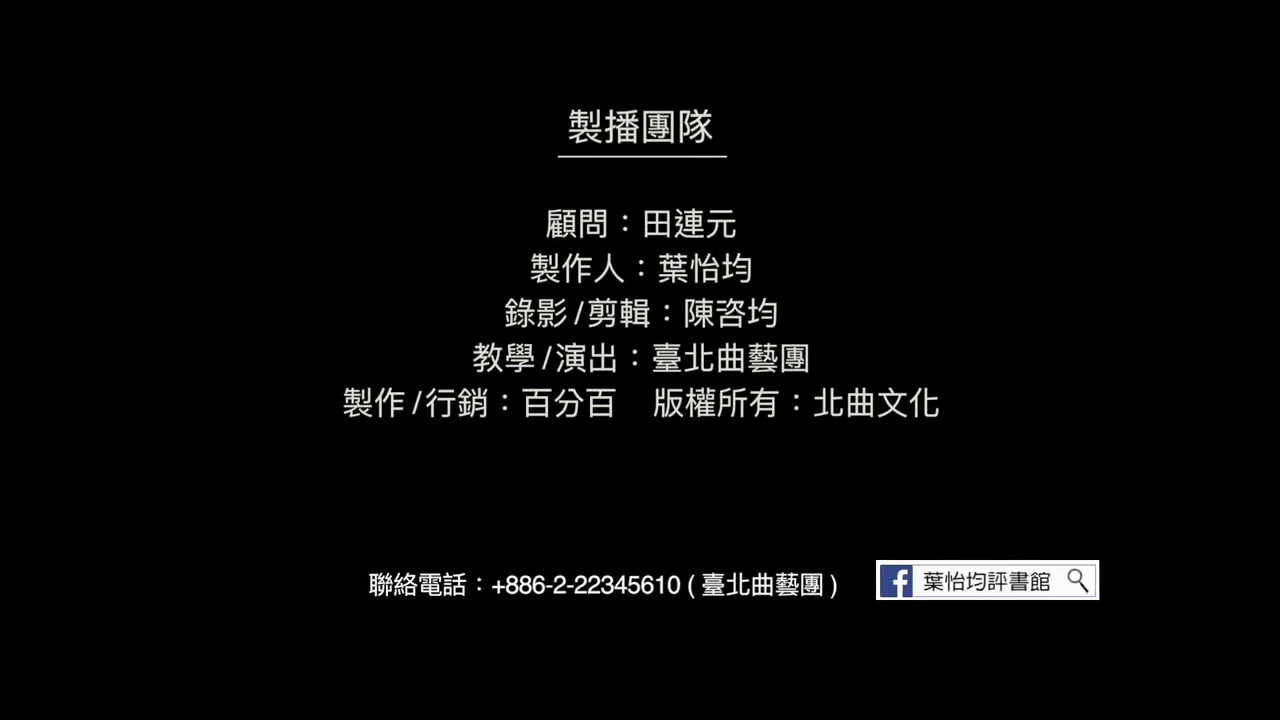 製播團隊
顧問：田連元
製作人：葉怡均
錄影/剪輯：陳咨均
教學/演出：臺北曲藝團
製作/行銷：百分百　版權所有：北曲文化
聯絡電話：+886-2-22345610 ( 臺北曲藝團 )
葉怡均評書館